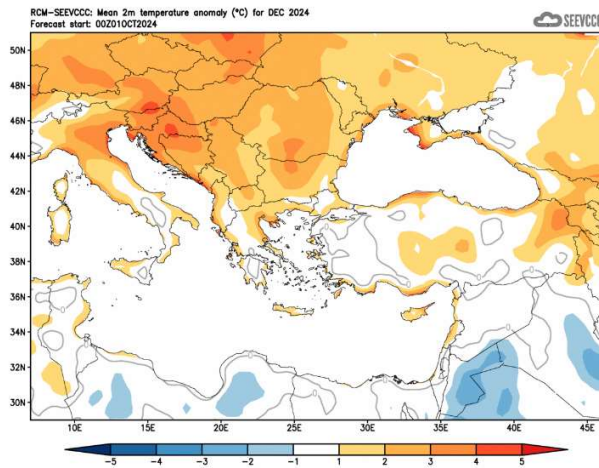 RCM-SEEVCCC: Mean 2m temperature anomaly (°C) for DEC 2024
Forecast start: 00Z01OCT2024
SEEVCCC
50N
48N
46N
44N
42N
40N
38N
36N
34N
32N
30N
10E 15E 20E 25E 30E 35E 40E 45E
-5 -4 -3 -2 -1 1 2 3 4 5